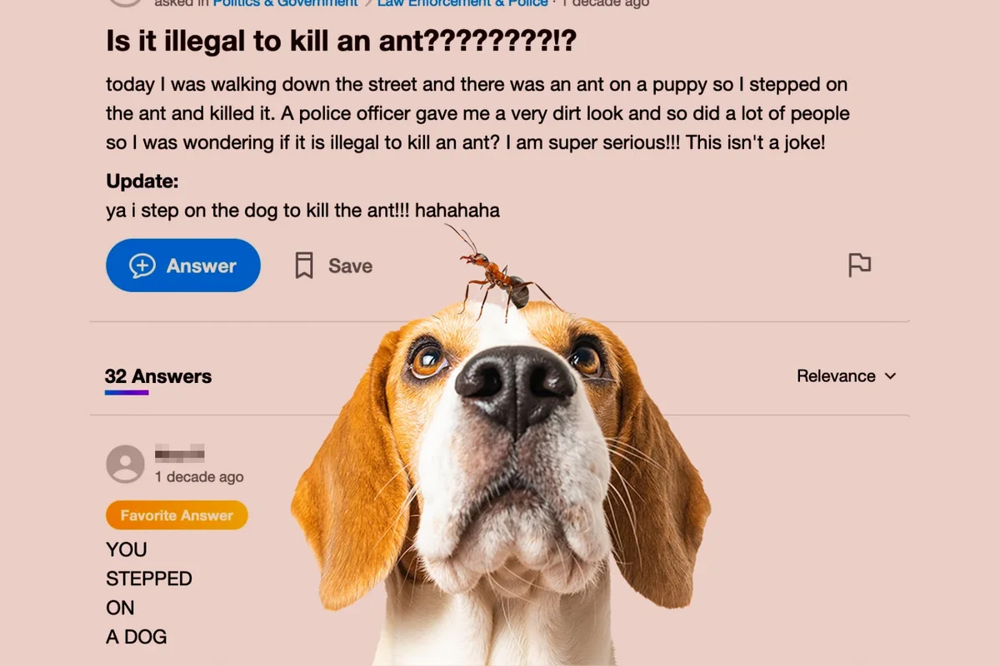 asked in Politics & Government > Law Enforcement & Police · 1 decade ago
Is it illegal to kill an ant????????!?
today I was walking down the street and there was an ant on a puppy so I stepped on
the ant and killed it. A police officer gave me a very dirt look and so did a lot of people
so I was wondering if it is illegal to kill an ant? I am super serious!!! This isn't a joke!
Update:
ya i step on the dog to kill the ant!!! hahahaha
Answer Save
32 Answers Relevance
1 decade ago
Favorite Answer
YOU
STEPPED
ON
A DOG